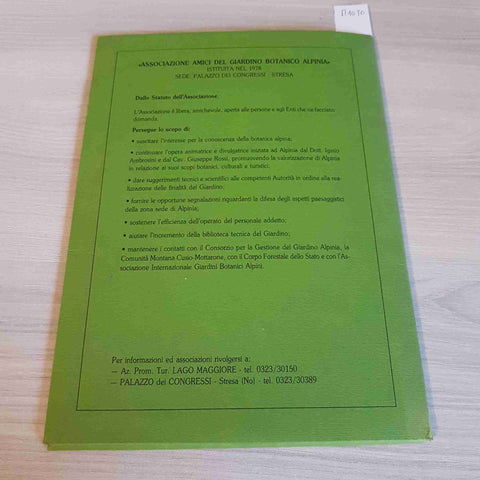 «ASSOCIAZIONE AMICI DEL GIARDINO BOTANICO ALPINIA»
ISTITUITA NEL 1978
SEDE PALAZZO DEI CONGRESSI STRESA
Dallo Statuto dell'Associazione
L'Associazione è libera, amichevole, aperta alle persone e agli Enti che ne facciano
domanda.
Persegue lo scopo di:
• suscitare l'interesse per la conoscenza della botanica alpina;
• continuare l'opera animatrice e divulgatrice iniziata ad Alpinia dal Dott. Igino
Ambrosini e dal Cav. Giuseppe Rossi, promuovendo la valorizzazione di Alpinia
in relazione ai suoi scopi botanici, culturali e turistici;
• dare suggerimenti tecnici e scientifici alle competenti Autorità in ordine alla rea-
lizzazione delle finalità del Giardino.
• fornire le opportune segnalazioni riguardanti la difesa degli aspetti paesaggistici
della zona sede di Alpinia;
• sostenere l'efficienza dell'operato del personale addetto;
• aiutare l'incremento della biblioteca tecnica del Giardino;
• mantenere i contatti con il Consorzio per la Gestione del Giardino Alpinia, la
Comunità Montana Cusio-Mottarone, con il Corpo Forestale dello Stato e con l'As-
sociazione Internazionale Giardini Botanici Alpini.
Per informazioni ed associazioni rivolgersi a:
— Az. Prom. Tur. LAGO MAGGIORE - tel. 0323/30150
— PALAZZO dei CONGRESSI - Stresa (No) - tel. 0323/30389